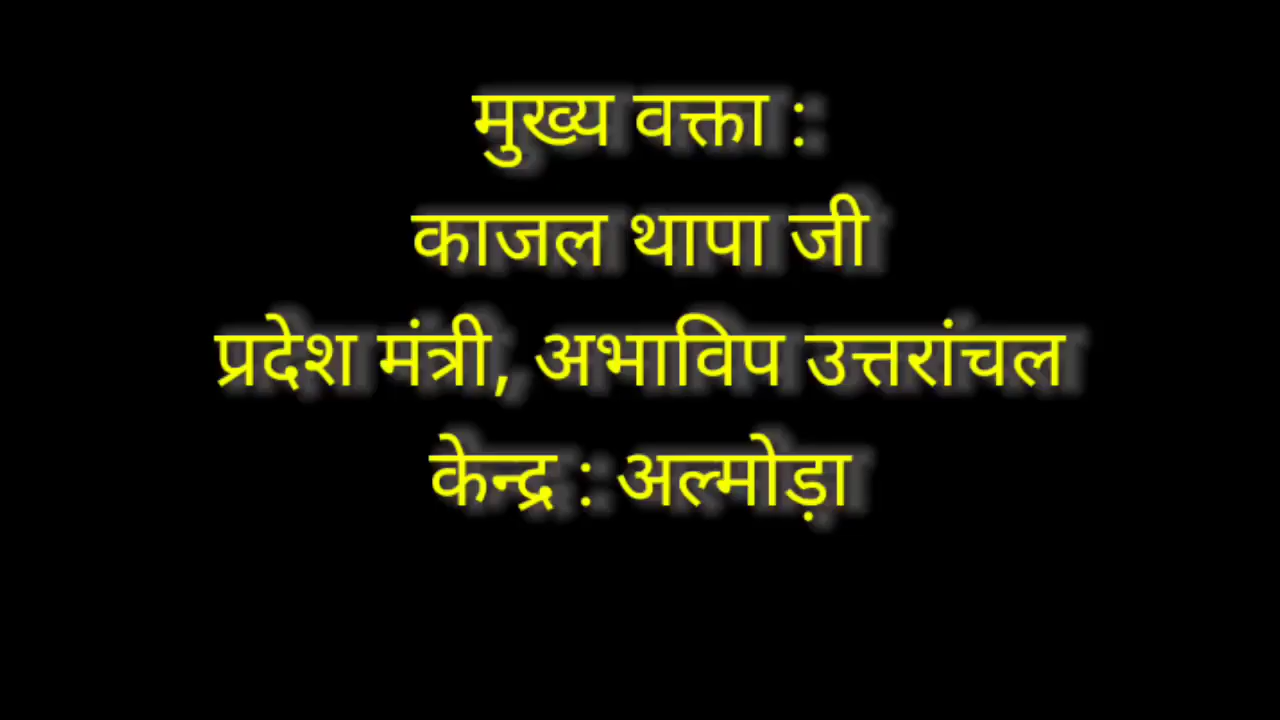 मुख्य वक्ता :
काजल थापा जी
प्रदेश मंत्री, अभाविप उत्तरांचल
केन्द्र : अल्मोड़ा